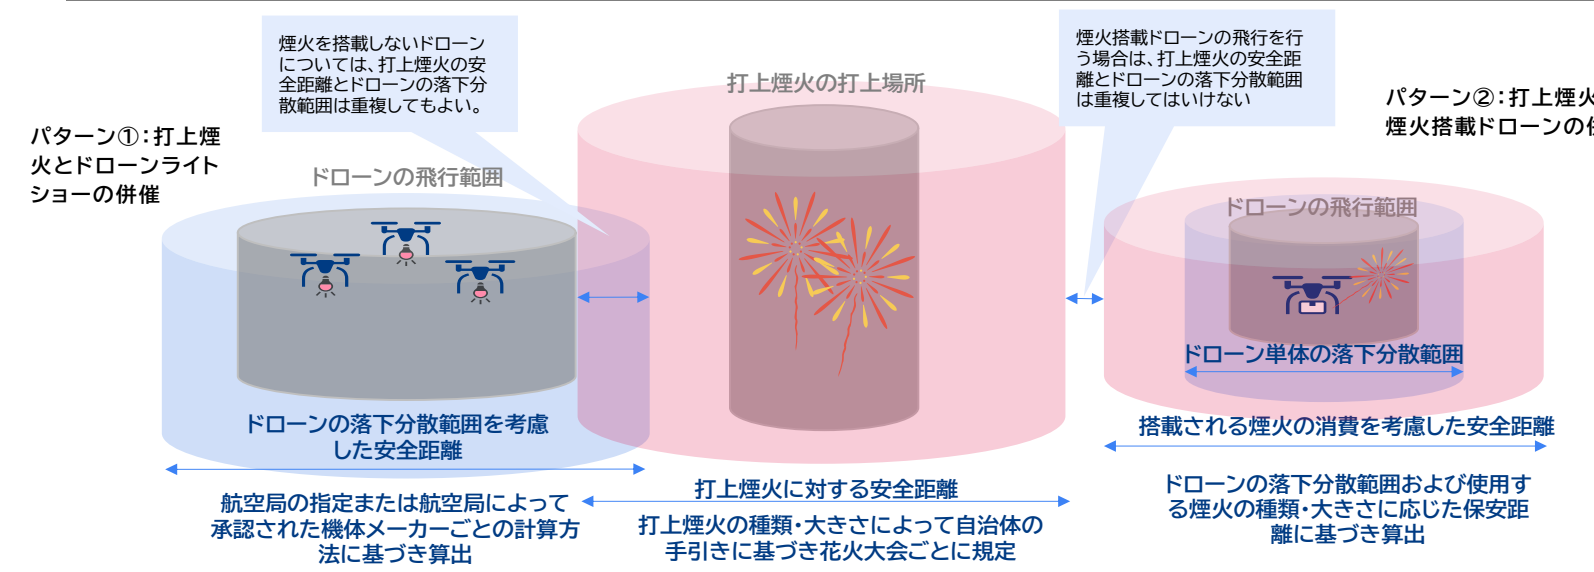 パターン①：打上煙
火とドローンライト
ショーの併催
煙火を搭載しないドローン
については、打上煙火の安
全距離とドローンの落下分
散範囲は重複してもよい。
ドローンの飛行範囲
打上煙火の打上場所
煙火搭載ドローンの飛行を行
う場合は、打上煙火の安全距
離とドローンの落下分散範囲
は重複してはいけない
パターン②：打上煙火
煙火搭載ドローンの
ドローンの飛行範囲
ドローン単体の落下分散範囲
ドローンの落下分散範囲を考慮
した安全距離
航空局の指定または航空局によって
承認された機体メーカーごとの計算方
法に基づき算出
打上煙火に対する安全距離
打上煙火の種類・大きさによって自治体の
手引きに基づき花火大会ごとに規定
搭載される煙火の消費を考慮した安全距離
ドローンの落下分散範囲および使用す
る煙火の種類・大きさに応じた保安距
離に基づき算出